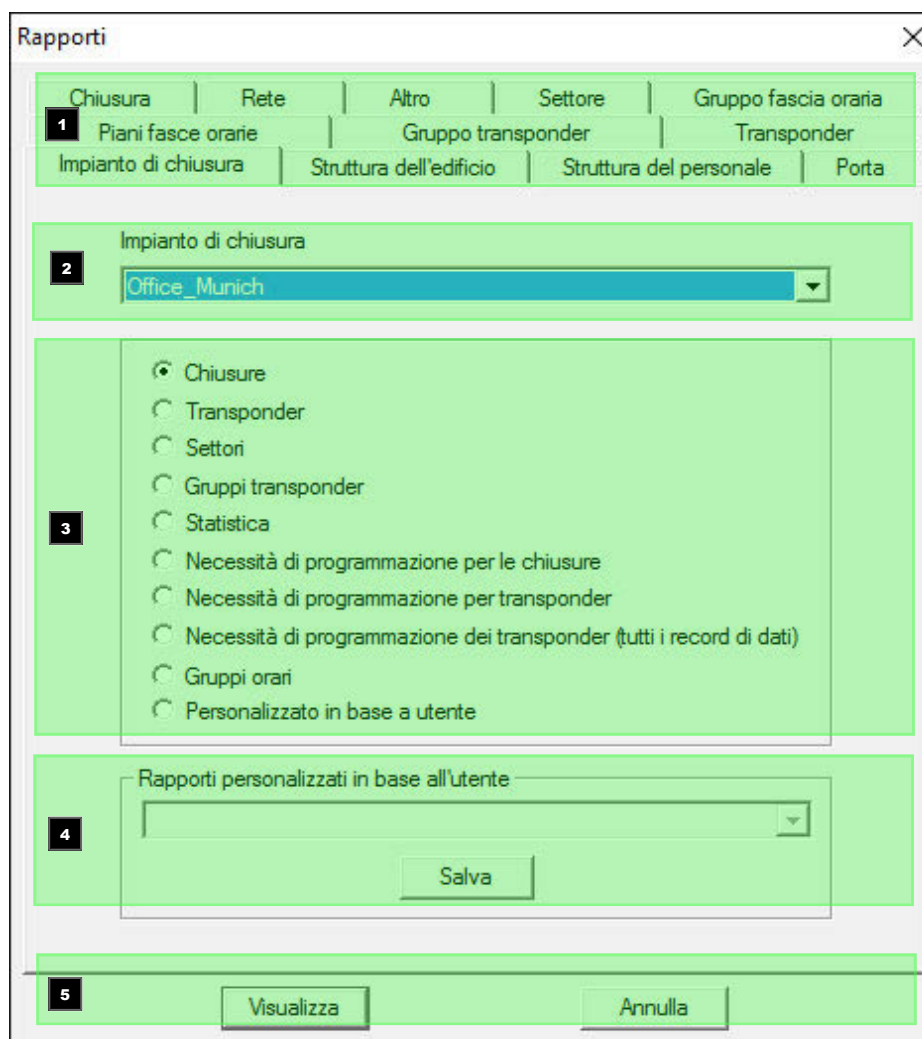 Rapporti
Chiusura Rete Altro Settore Gruppo fascia oraria
1
Piani fasce orarie Gruppo transponder Transponder
Impianto di chiusura Struttura dell'edificio Struttura del personale Porta
Impianto di chiusura
2
Office_Munich
Chiusure
Transponder
Settori
Gruppi transponder
3
Statistica
Necessità di programmazione per le chiusure
Necessità di programmazione per transponder
Necessità di programmazione dei transponder (tutti i record di dati)
Gruppi orari
Personalizzato in base a utente
Rapporti personalizzati in base all'utente
4
Salva
5
Visualizza Annulla